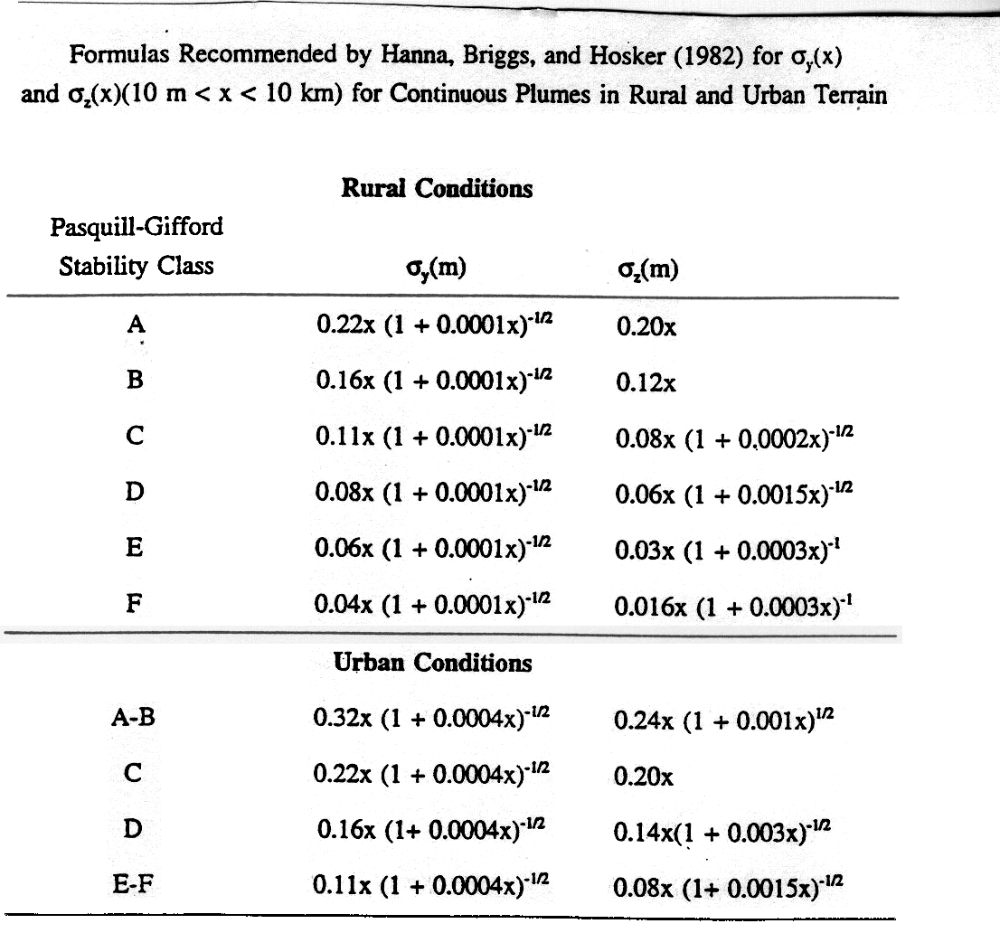 Formulas Recommended by Hanna, Briggs, and Hosker (1982) for σ_y(x)
and σ_z(x)(10 m < x < 10 km) for Continuous Plumes in Rural and Urban Terrain
Rural Conditions
Pasquill-Gifford
Stability Class σ_y(m) σ_z(m)
A 0.22x (1 + 0.0001x)^-1/2 0.20x
B 0.16x (1 + 0.0001x)^-1/2 0.12x
C 0.11x (1 + 0.0001x)^-1/2 0.08x (1 + 0.0002x)^-1/2
D 0.08x (1 + 0.0001x)^-1/2 0.06x (1 + 0.0015x)^-1/2
E 0.06x (1 + 0.0001x)^-1/2 0.03x (1 + 0.0003x)^-1
F 0.04x (1 + 0.0001x)^-1/2 0.016x (1 + 0.0003x)^-1
Urban Conditions
A-B 0.32x (1 + 0.0004x)^-1/2 0.24x (1 + 0.001x)^1/2
C 0.22x (1 + 0.0004x)^-1/2 0.20x
D 0.16x (1+ 0.0004x)^-1/2 0.14x(1 + 0.003x)^-1/2
E-F 0.11x (1 + 0.0004x)^-1/2 0.08x (1+ 0.0015x)^-1/2